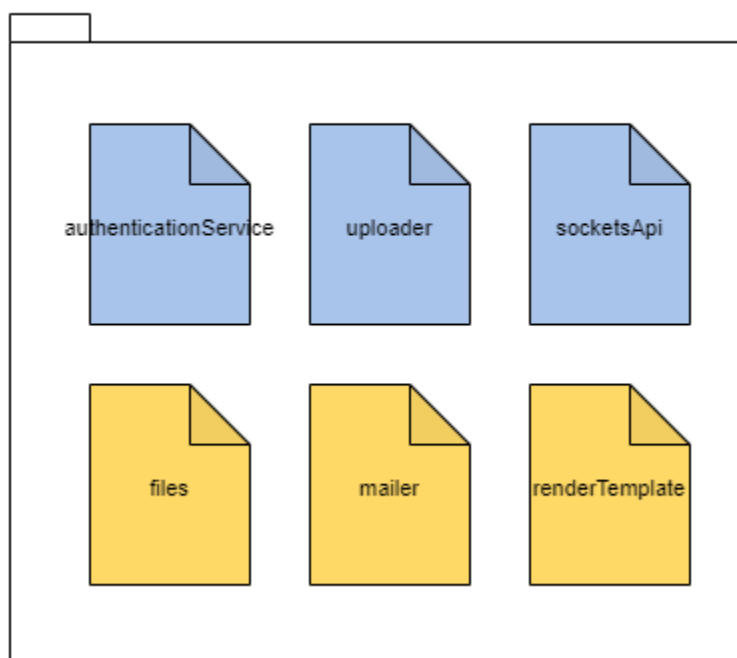 authenticationService
uploader
socketsApi
files
mailer
renderTemplate